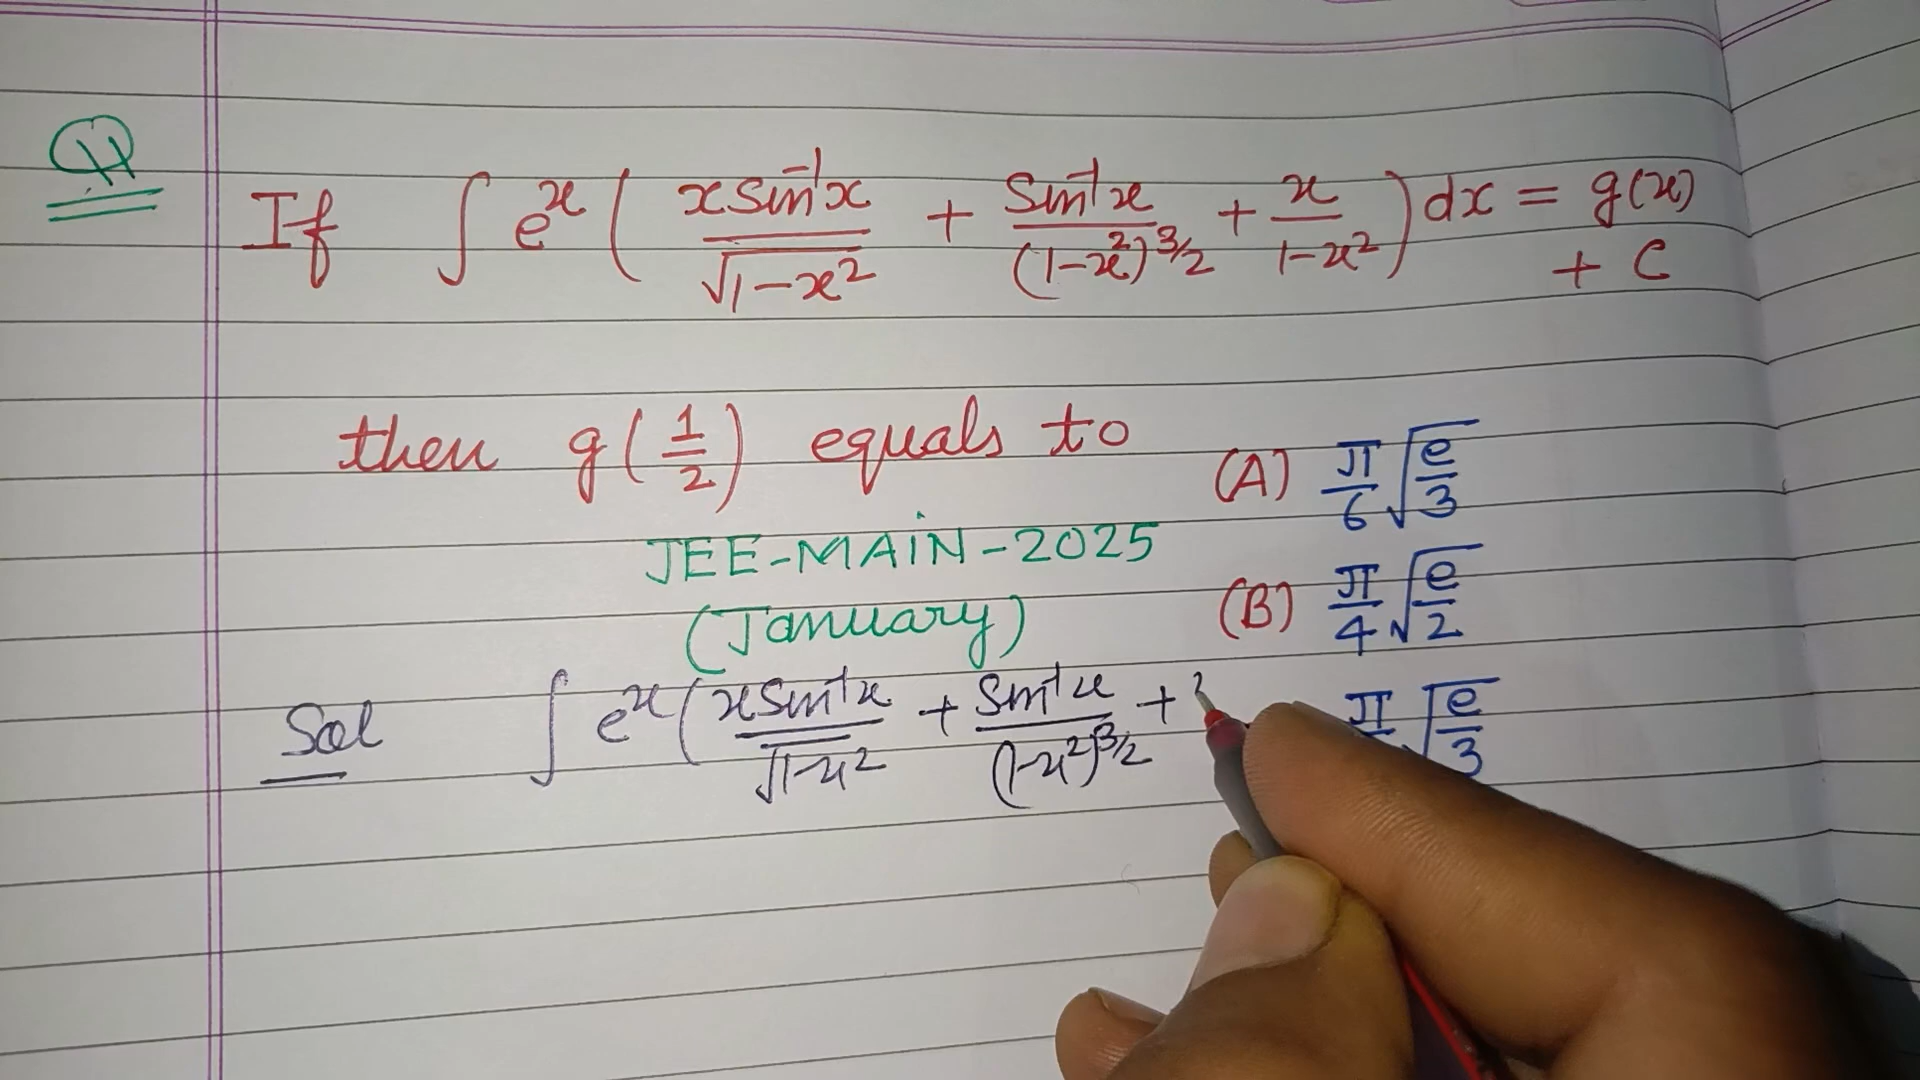 Q
If ∫ eˣ ( x sin⁻¹x / √1-x² + sin⁻¹x / (1-x²)^3/2 + x / 1-x² ) dx = g(x)
+ c
then g(1/2) equals to
(A) π/6 √e/3
JEE-MAIN-2025
(January)
(B) π/4 √e/2
Sol ∫ eˣ ( x sin⁻¹x / √1-x² + sin⁻¹x / (1-x²)^3/2 +
π √e/3